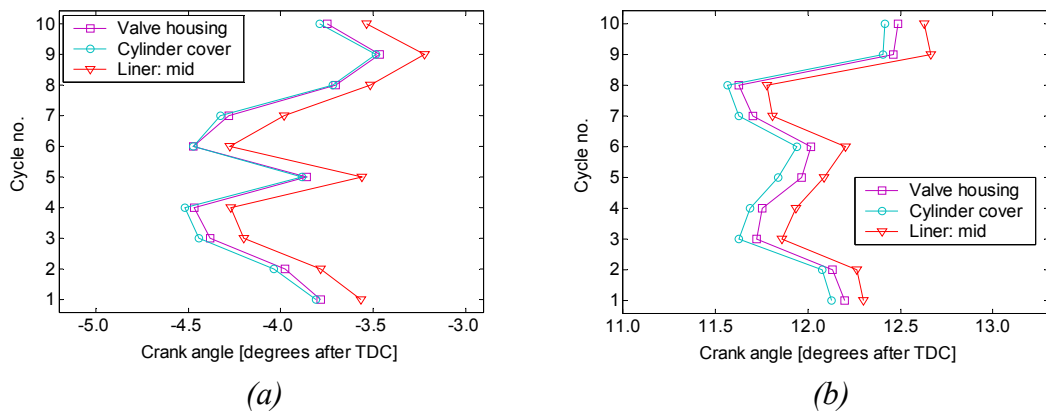 10
9
8
7
6
5
4
3
2
1
Cycle no.
Valve housing
Cylinder cover
Liner: mid
-5.0 -4.5 -4.0 -3.5 -3.0
Crank angle [degrees after TDC]
(a)
10
9
8
7
6
5
4
3
2
1
Cycle no.
Valve housing
Cylinder cover
Liner: mid
11.0 11.5 12.0 12.5 13.0
Crank angle [degrees after TDC]
(b)